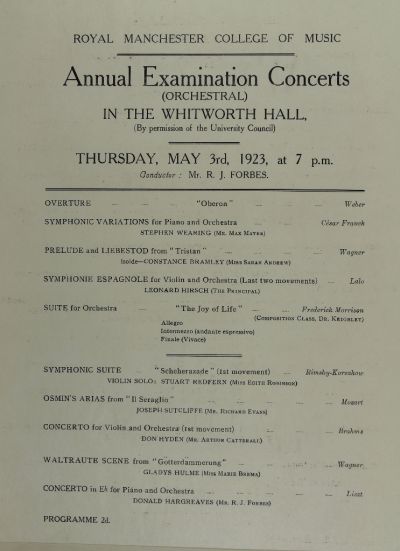 ROYAL MANCHESTER COLLEGE OF MUSIC
Annual Examination Concerts
(ORCHESTRAL)
IN THE WHITWORTH HALL,
(By permission of the University Council)
THURSDAY, MAY 3rd, 1923, at 7 p.m.
Conductor: Mr. R. J. FORBES.
OVERTURE ... ... "Oberon" ... ... Weber
SYMPHONIC VARIATIONS for Piano and Orchestra ... ... César Franck
STEPHEN WEARING (Mr. Max Mayer)
PRELUDE and LIEBESTOD from "Tristan" ... ... Wagner
Isolde—CONSTANCE BRAMLEY (Miss Sarah Andrew)
SYMPHONIE ESPAGNOLE for Violin and Orchestra (Last two movements) ... Lalo
LEONARD HIRSCH (The Principal)
SUITE for Orchestra ... "The Joy of Life" ... ... Frederick Morrison
(Composition Class, Dr. Keighley)
Allegro
Intermezzo (andante espressivo)
Finale (Vivace)
SYMPHONIC SUITE ... "Scheherazade" (1st movement) ... Rimsky-Korsakow
VIOLIN SOLO: STUART REDFERN (Miss Edith Robinson)
OSMIN'S ARIAS from "Il Seraglio" ... ... Mozart
JOSEPH SUTCLIFFE (Mr. Richard Evans)
CONCERTO for Violin and Orchestra (1st movement) ... ... Brahms
DON HYDEN (Mr. Arthur Catterall)
WALTRAUTE SCENE from "Götterdämmerung" ... ... Wagner
GLADYS HULME (Miss Marie Brema)
CONCERTO in E♭ for Piano and Orchestra ... ... Liszt
DONALD HARGREAVES (Mr. R. J. Forbes)
PROGRAMME 2d.